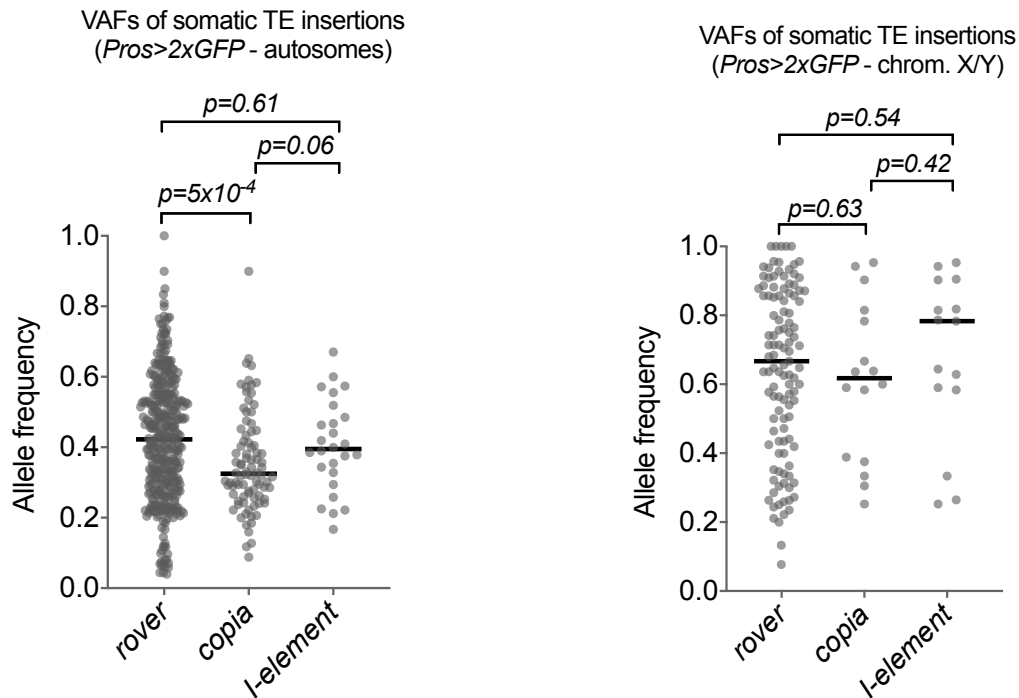 VAFs of somatic TE insertions
(Pros>2xGFP - autosomes)
p=0.61
p=0.06
p=5x10⁻⁴
Allele frequency
1.0
0.8
0.6
0.4
0.2
0.0
rover
copia
I-element
VAFs of somatic TE insertions
(Pros>2xGFP - chrom. X/Y)
p=0.54
p=0.42
p=0.63
Allele frequency
1.0
0.8
0.6
0.4
0.2
0.0
rover
copia
I-element